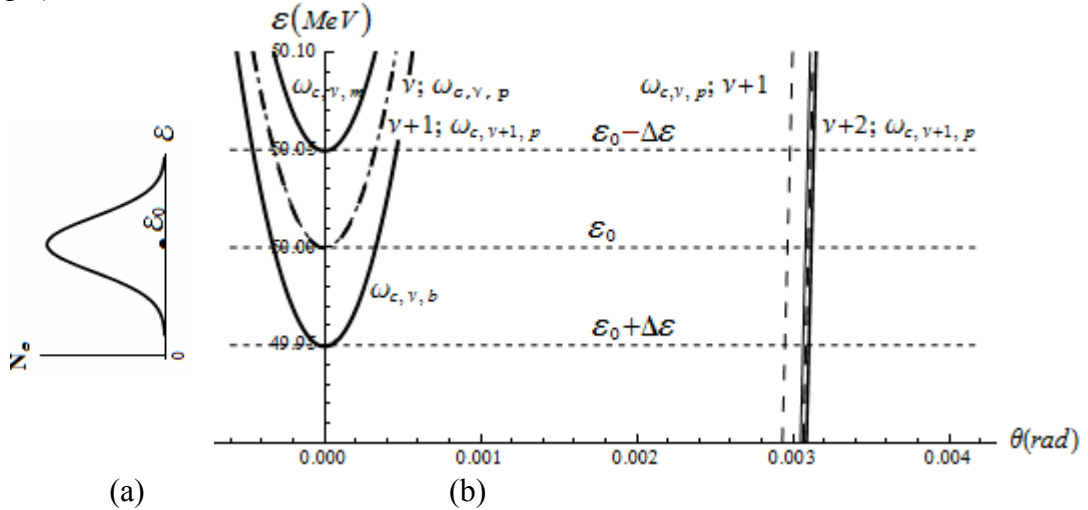 ε(MeV)
50.10
ω_{c,ν,m}
ν; ω_{c,ν,p}
ω_{c,ν,p}; ν+1
ν+1; ω_{c,ν+1,p}
ν+2; ω_{c,ν+1,p}
ε₀−Δε
50.05
ε
ε₀
ε₀
50.00
ω_{c,ν,b}
ε₀+Δε
49.95
Nₑ
0
0.000
0.001
0.002
0.003
0.004
θ(rad)
(a)
(b)